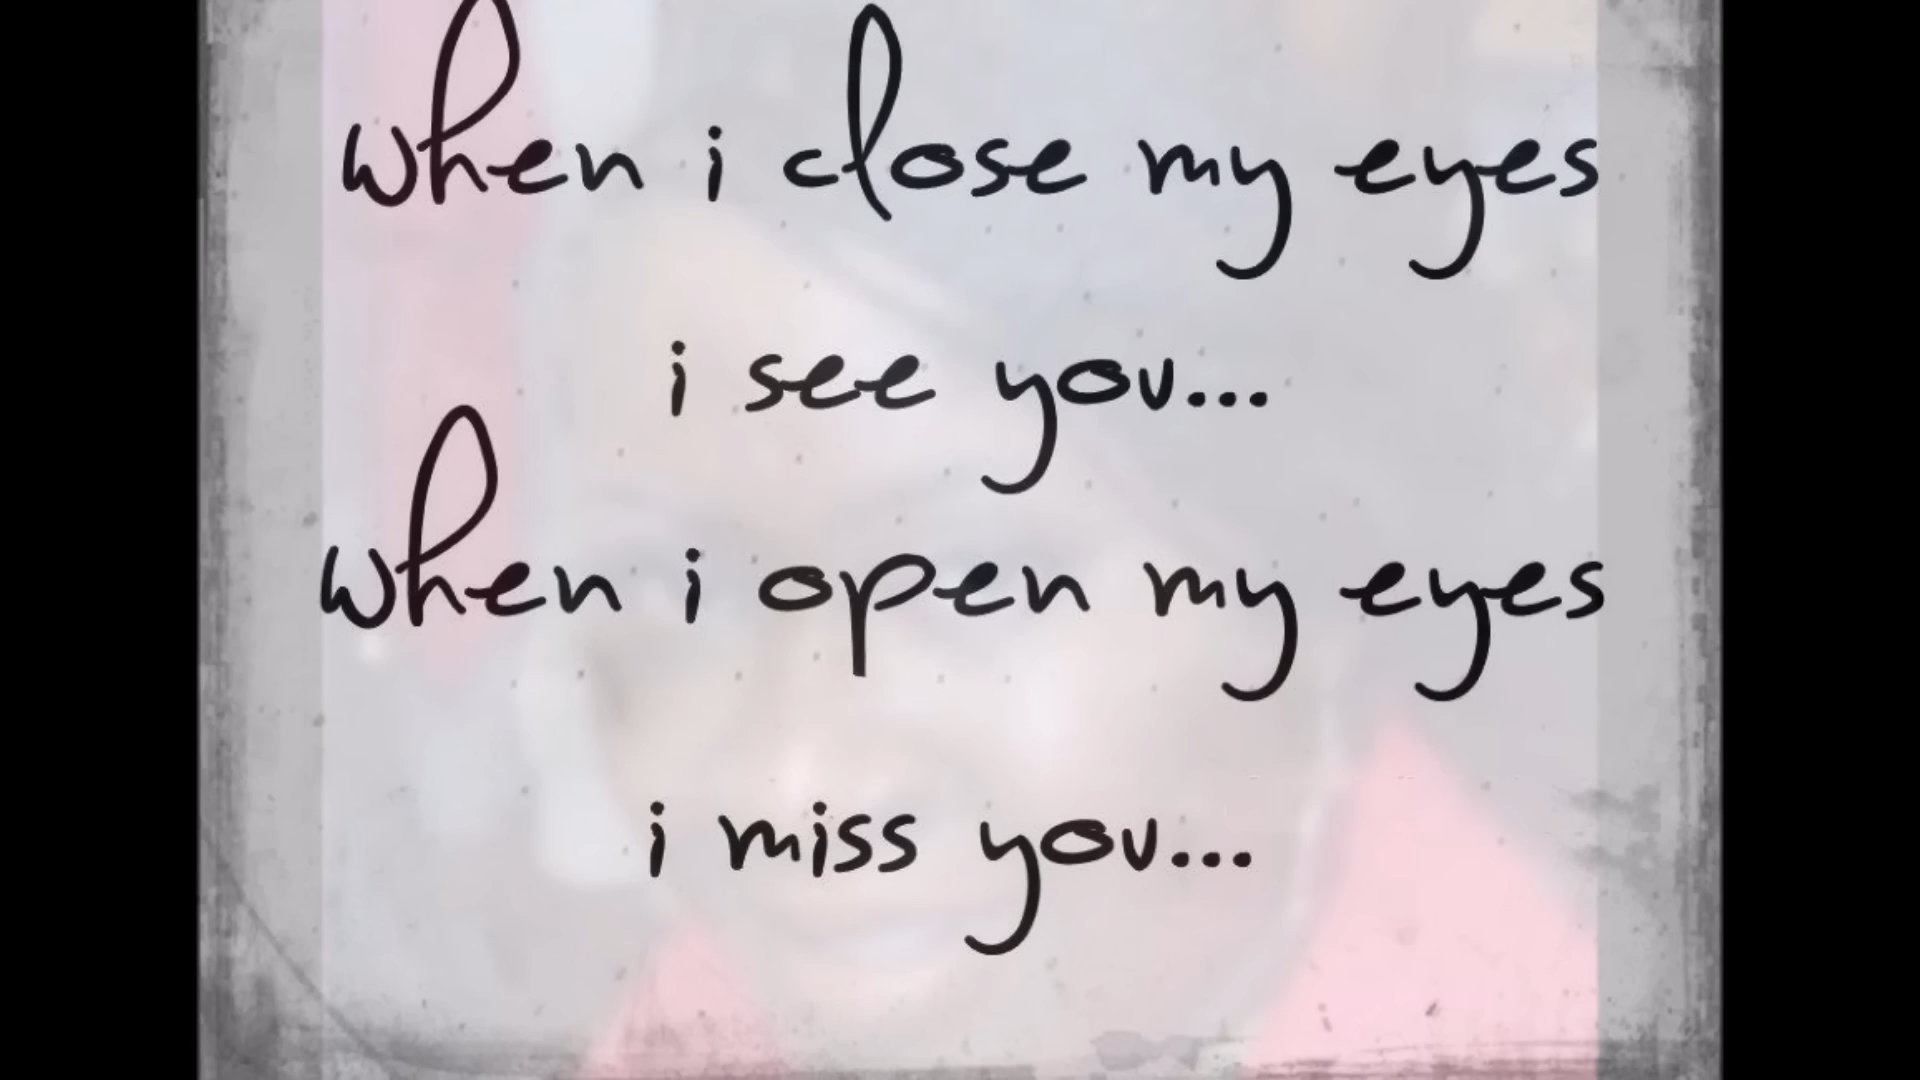 when i close my eyes
i see you...
when i open my eyes
i miss you...